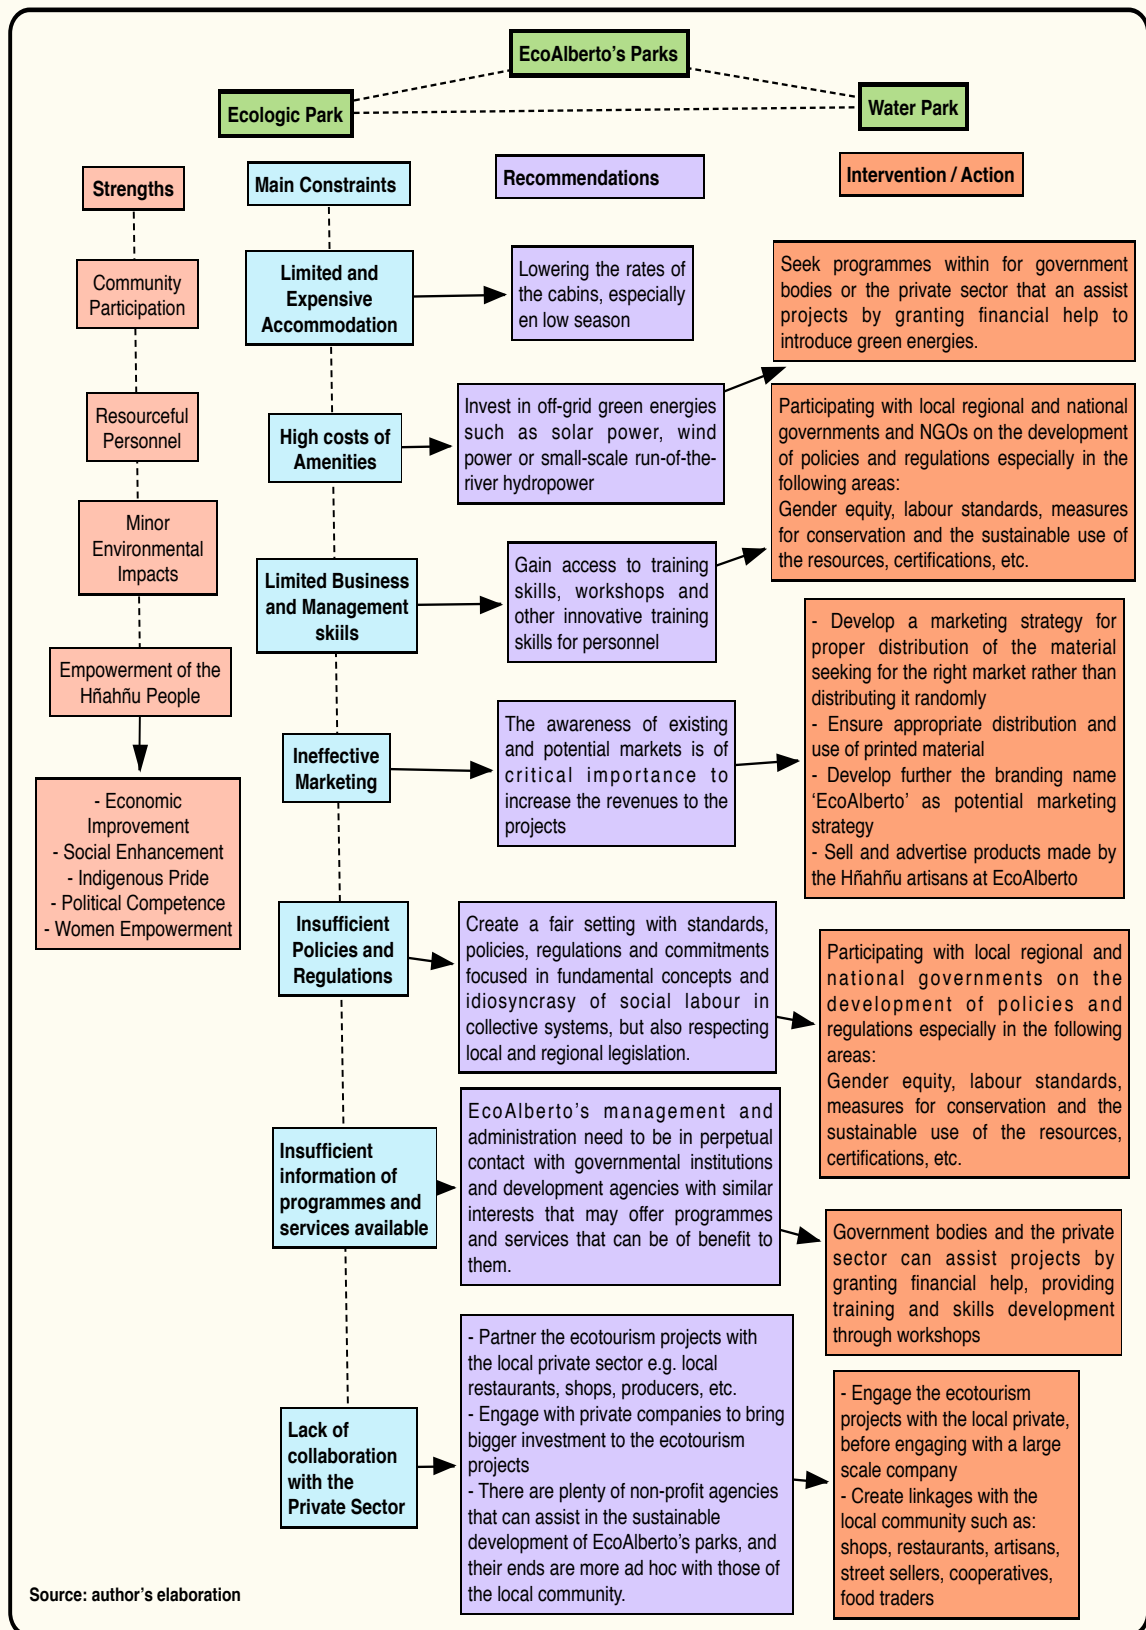 EcoAlberto's Parks
Ecologic Park
Water Park
Strengths
Community
Participation
Resourceful
Personnel
Minor
Environmental
Impacts
Empowerment of the
Hñahñu People
- Economic
Improvement
- Social Enhancement
- Indigenous Pride
- Political Competence
- Women Empowerment
Main Constraints
Limited and
Expensive
Accommodation
High costs of
Amenities
Limited Business
and Management
skiils
Ineffective
Marketing
Insufficient
Policies and
Regulations
Insufficient
information of
programmes and
services available
Lack of
collaboration
with the
Private Sector
Recommendations
Lowering the rates of
the cabins, especially
en low season
Invest in off-grid green energies
such as solar power, wind
power or small-scale run-of-the-
river hydropower
Gain access to training
skills, workshops and
other innovative training
skills for personnel
The awareness of existing
and potential markets is of
critical importance to
increase the revenues to the
projects
Create a fair setting with standards,
policies, regulations and commitments
focused in fundamental concepts and
idiosyncrasy of social labour in
collective systems, but also respecting
local and regional legislation.
EcoAlberto's management and
administration need to be in perpetual
contact with governmental institutions
and development agencies with similar
interests that may offer programmes
and services that can be of benefit to
them.
- Partner the ecotourism projects with
the local private sector e.g. local
restaurants, shops, producers, etc.
- Engage with private companies to bring
bigger investment to the ecotourism
projects
- There are plenty of non-profit agencies
that can assist in the sustainable
development of EcoAlberto's parks, and
their ends are more ad hoc with those of
the local community.
Intervention / Action
Seek programmes within for government
bodies or the private sector that an assist
projects by granting financial help to
introduce green energies.
Participating with local regional and national
governments and NGOs on the development
of policies and regulations especially in the
following areas:
Gender equity, labour standards, measures
for conservation and the sustainable use of
the resources, certifications, etc.
- Develop a marketing strategy for
proper distribution of the material
seeking for the right market rather than
distributing it randomly
- Ensure appropriate distribution and
use of printed material
- Develop further the branding name
'EcoAlberto' as potential marketing
strategy
- Sell and advertise products made by
the Hñahñu artisans at EcoAlberto
Participating with local regional and
national governments on the
development of policies and
regulations especially in the following
areas:
Gender equity, labour standards,
measures for conservation and the
sustainable use of the resources,
certifications, etc.
Government bodies and the private
sector can assist projects by
granting financial help, providing
training and skills development
through workshops
- Engage the ecotourism
projects with the local private,
before engaging with a large
scale company
- Create linkages with the
local community such as:
shops, restaurants, artisans,
street sellers, cooperatives,
food traders
Source: author's elaboration